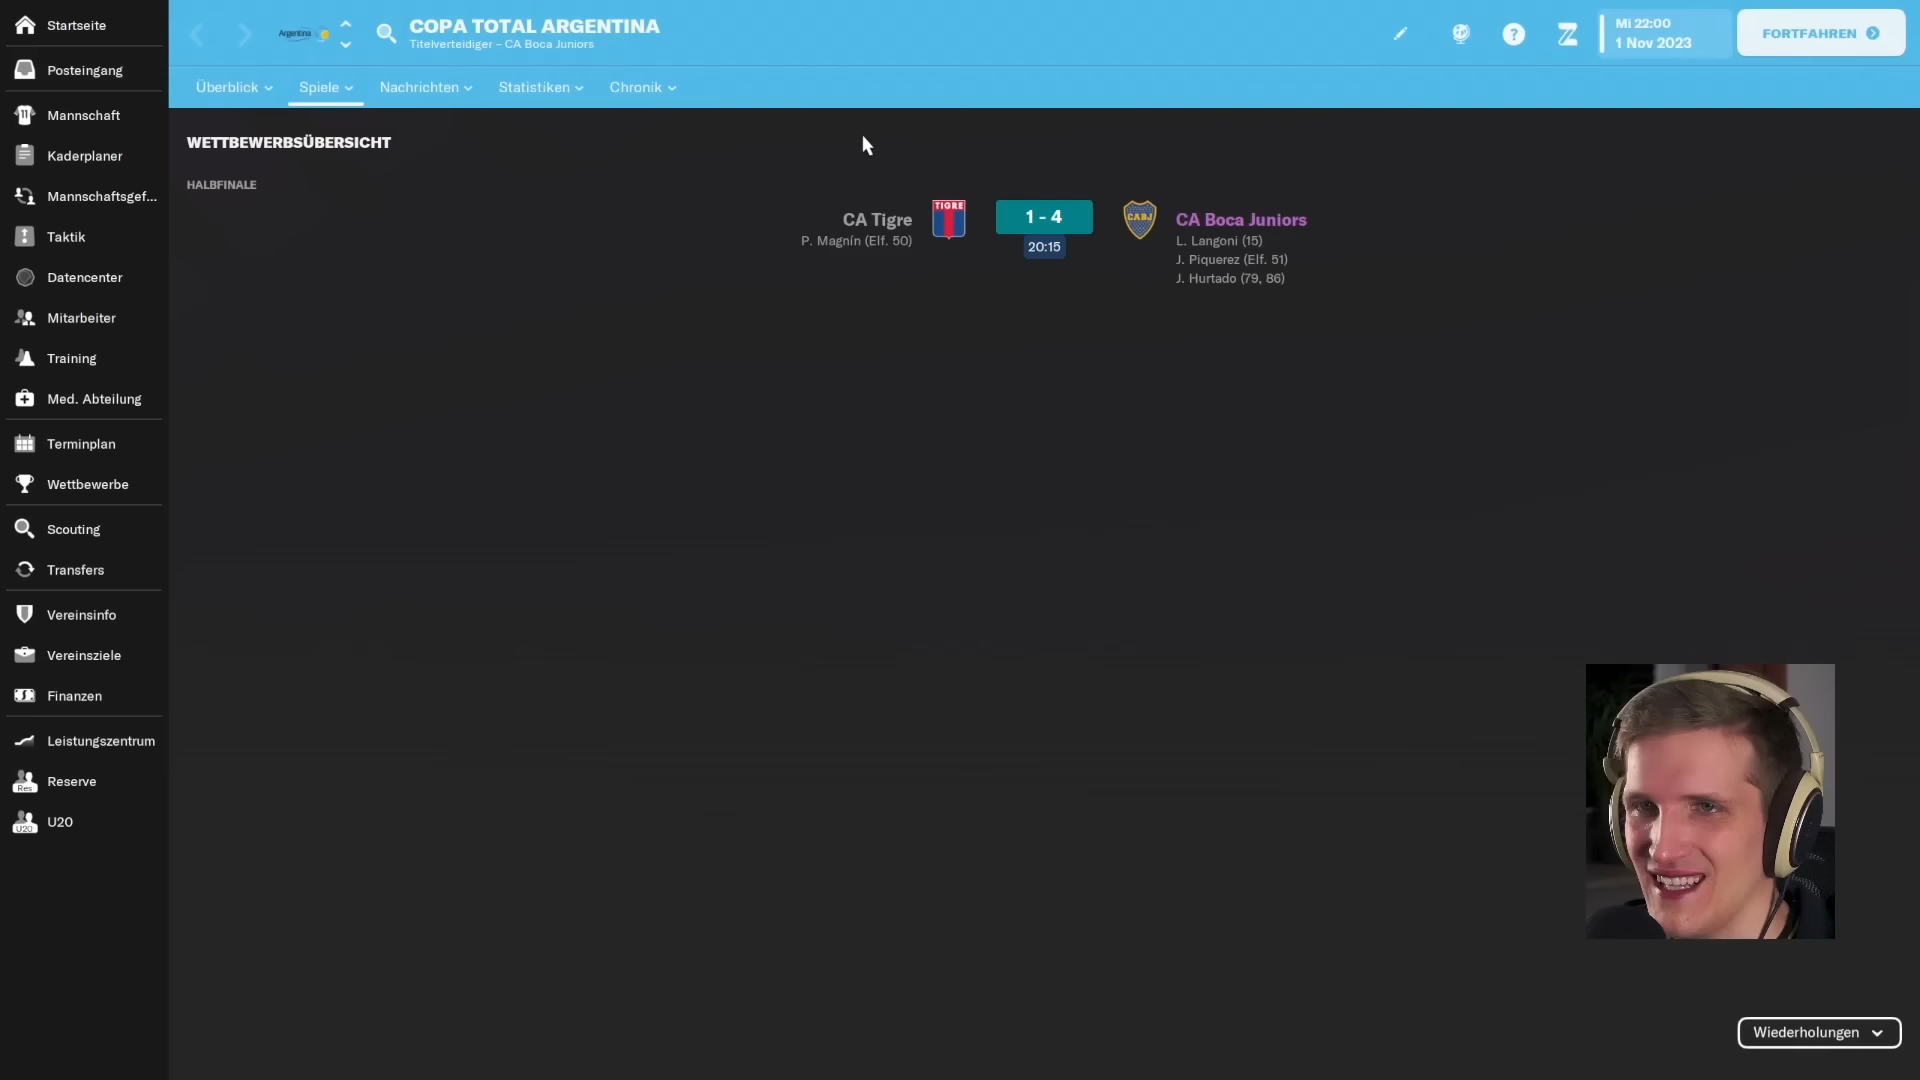 Startseite
Posteingang
Mannschaft
Kaderplaner
Mannschaftsgef...
Taktik
Datencenter
Mitarbeiter
Training
Med. Abteilung
Terminplan
Wettbewerbe
Scouting
Transfers
Vereinsinfo
Vereinsziele
Finanzen
Leistungszentrum
Res
Reserve
U20
U20
Argentina
COPA TOTAL ARGENTINA
Titelverteidiger – CA Boca Juniors
Mi 22:00
1 Nov 2023
FORTFAHREN
Überblick
Spiele
Nachrichten
Statistiken
Chronik
WETTBEWERBSÜBERSICHT
HALBFINALE
CA Tigre
TIGRE
1 - 4
CABJ
CA Boca Juniors
P. Magnín (Elf. 50)
20:15
L. Langoni (15)
J. Piquerez (Elf. 51)
J. Hurtado (79, 86)
Wiederholungen